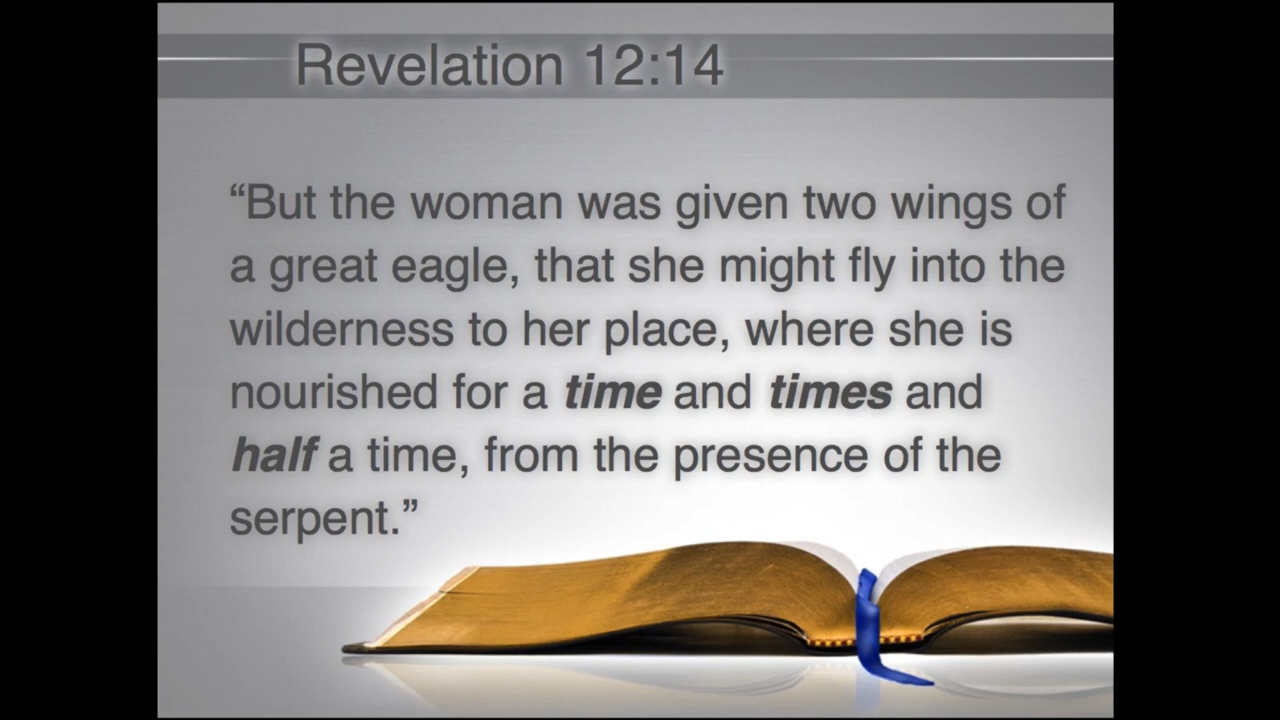 Revelation 12:14
“But the woman was given two wings of
a great eagle, that she might fly into the
wilderness to her place, where she is
nourished for a time and times and
half a time, from the presence of the
serpent.”